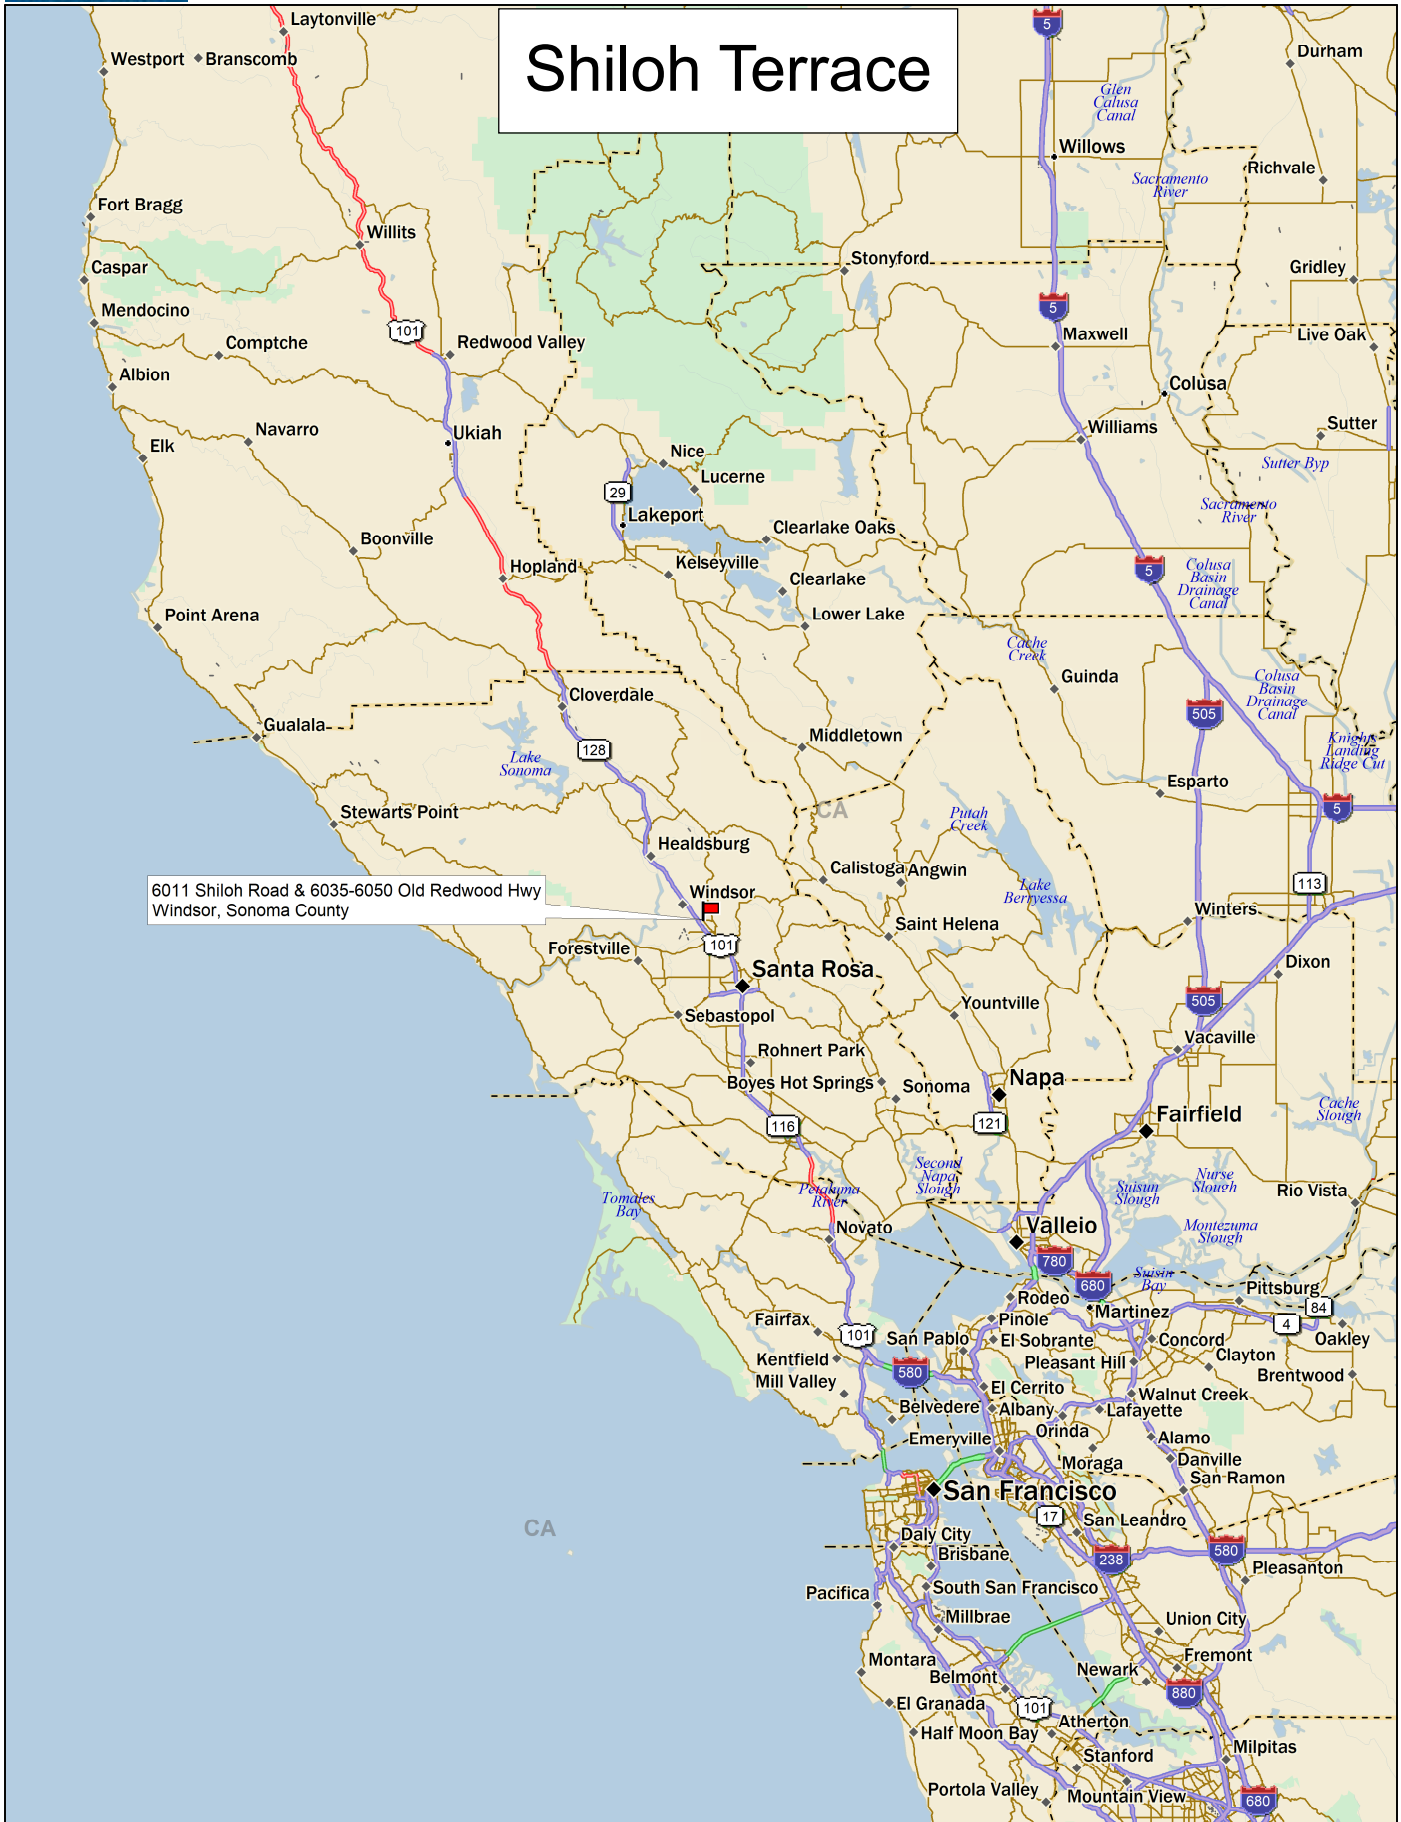 Shiloh Terrace
Laytonville
Westport
Branscomb
5
Durham
Glen
Calusa
Canal
Willows
Richvale
Sacramento
River
Fort Bragg
Willits
Stonyford
Caspar
Gridley
Mendocino
5
101
Comptche
Redwood Valley
Maxwell
Live Oak
Albion
Colusa
Navarro
Ukiah
Williams
Sutter
Elk
Nice
Sutter Byp
Lucerne
29
Lakeport
Sacramento
River
Clearlake Oaks
Boonville
Hopland
Kelseyville
5
Colusa
Basin
Drainage
Canal
Clearlake
Point Arena
Lower Lake
Cache
Creek
Guinda
Colusa
Basin
Drainage
Canal
Cloverdale
505
Gualala
Middletown
128
Knights
Landing
Ridge Cut
Lake
Sonoma
Esparto
Stewarts Point
CA
Putah
Creek
5
Healdsburg
Calistoga
Angwin
113
6011 Shiloh Road & 6035-6050 Old Redwood Hwy
Windsor, Sonoma County
Windsor
Lake
Berryessa
Winters
Saint Helena
101
Forestville
Santa Rosa
Dixon
Yountville
505
Sebastopol
Vacaville
Rohnert Park
Boyes Hot Springs
Sonoma
Napa
Cache
Slough
Fairfield
116
121
Second
Napa
Slough
Suisun
Slough
Nurse
Slough
Rio Vista
Tomales
Bay
Petaluma
River
Novato
Vallejo
Montezuma
Slough
780
680
Suisin
Bay
Pittsburg
Rodeo
Martinez
84
Fairfax
Pinole
4
101
San Pablo
El Sobrante
Concord
Oakley
Kentfield
Pleasant Hill
Clayton
Mill Valley
580
Brentwood
El Cerrito
Walnut Creek
Belvedere
Albany
Lafayette
Emeryville
Orinda
Alamo
Moraga
Danville
San Ramon
San Francisco
17
San Leandro
CA
Daly City
238
580
Brisbane
Pleasanton
Pacifica
South San Francisco
Millbrae
Union City
Montara
Fremont
Belmont
Newark
880
El Granada
101
Half Moon Bay
Atherton
Milpitas
Stanford
Portola Valley
Mountain View
680